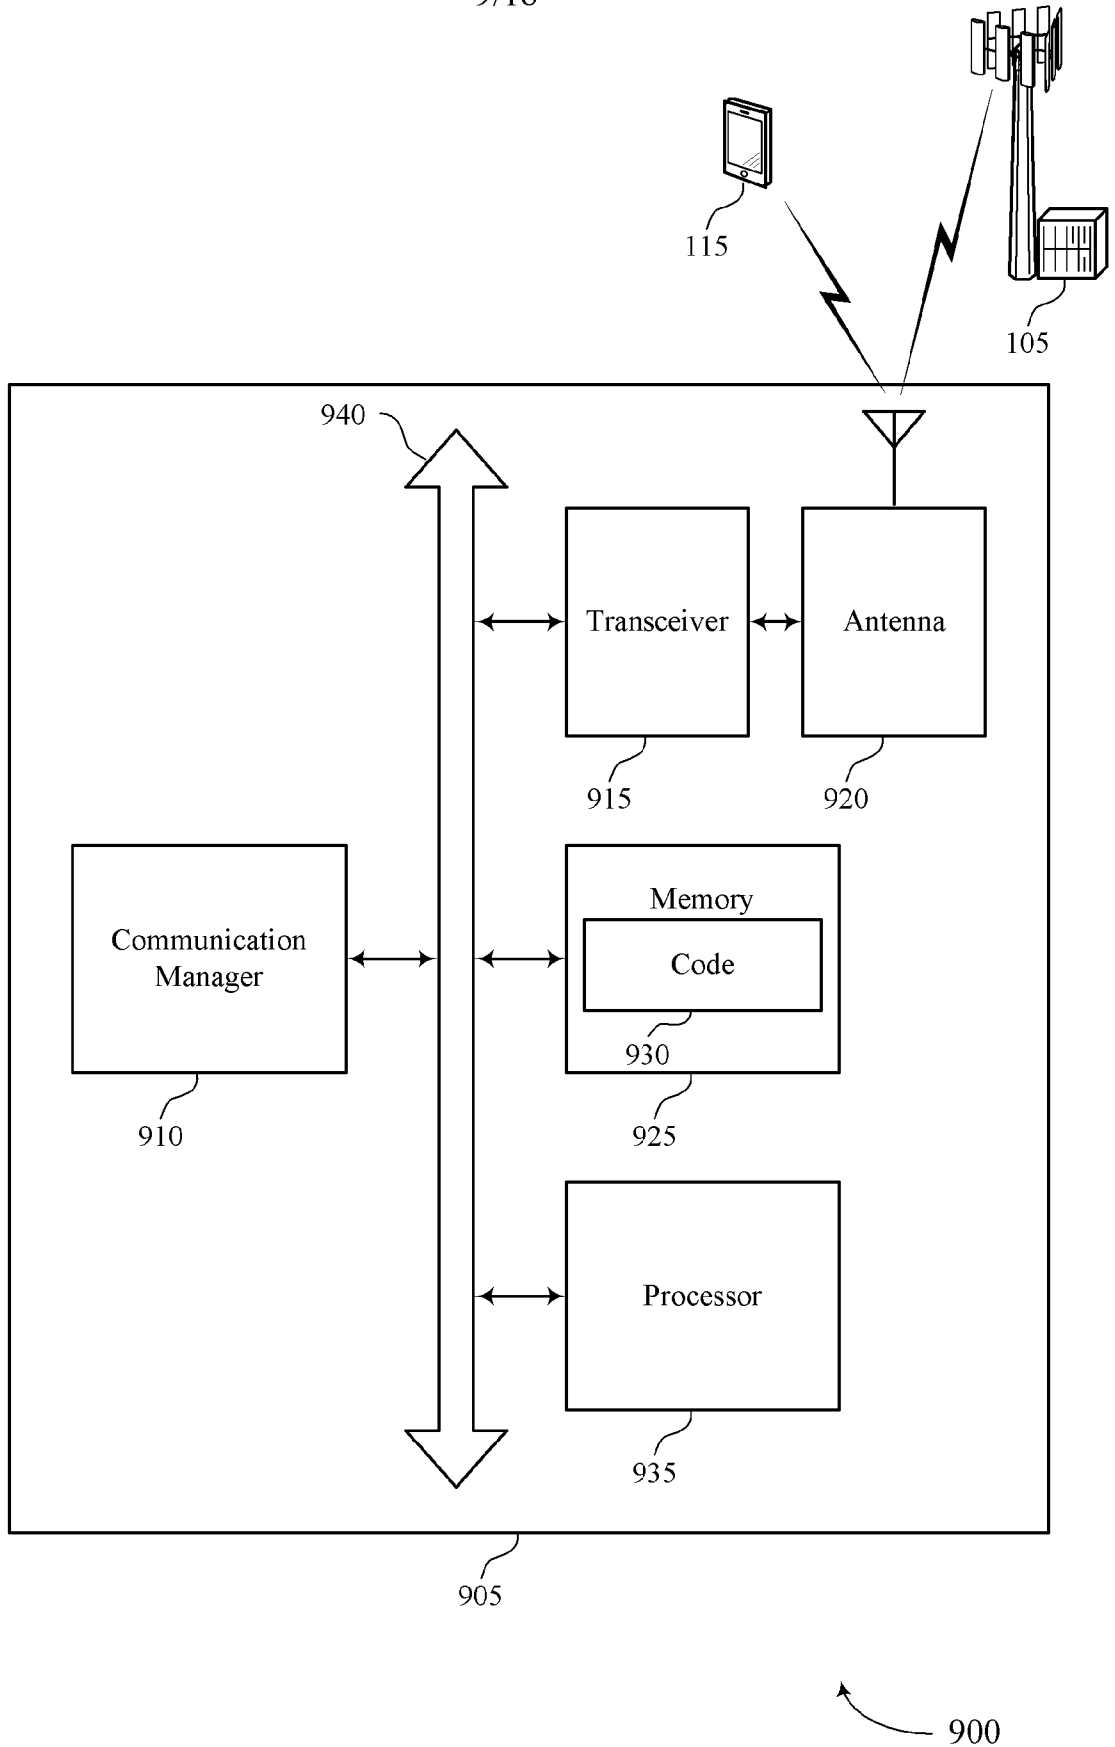 115
105
940
Transceiver
Antenna
915
920
Communication
Manager
Memory
Code
930
910
925
Processor
935
905
900